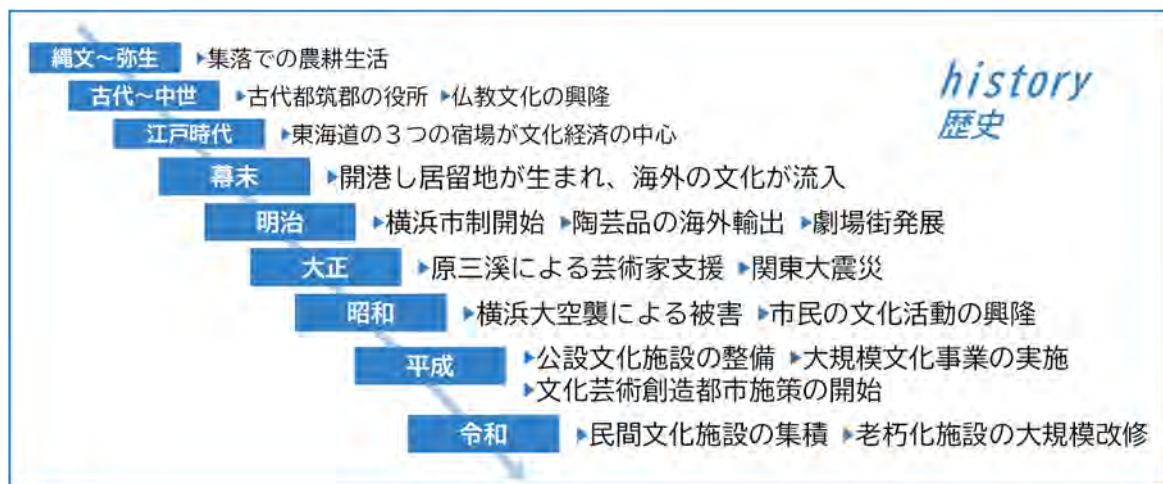 縄文～弥生 ▶集落での農耕生活
history
歴史
古代～中世 ▶古代都筑郡の役所 ▶仏教文化の興隆
江戸時代 ▶東海道の３つの宿場が文化経済の中心
幕末 ▶開港し居留地が生まれ、海外の文化が流入
明治 ▶横浜市制開始 ▶陶芸品の海外輸出 ▶劇場街発展
大正 ▶原三溪による芸術家支援 ▶関東大震災
昭和 ▶横浜大空襲による被害 ▶市民の文化活動の興隆
平成 ▶公設文化施設の整備 ▶大規模文化事業の実施
▶文化芸術創造都市施策の開始
令和 ▶民間文化施設の集積 ▶老朽化施設の大規模改修